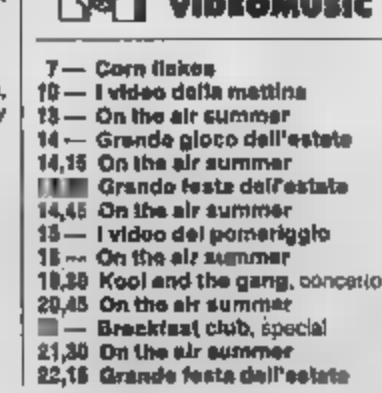 VIDEOMUSIC
7 — Corn flakes
10 — I video della mattina
13 — On the air summer
14 — Grande gioco dell'estate
14,15 On the air summer
Grande festa dell'estate
14,45 On the air summer
15 — I video del pomeriggio
On the air summer
Kool and the gang, concerto
20,45 On the air summer
— Breckfast club, special
21,30 On the air summer
22,15 Grande festa dell'estate